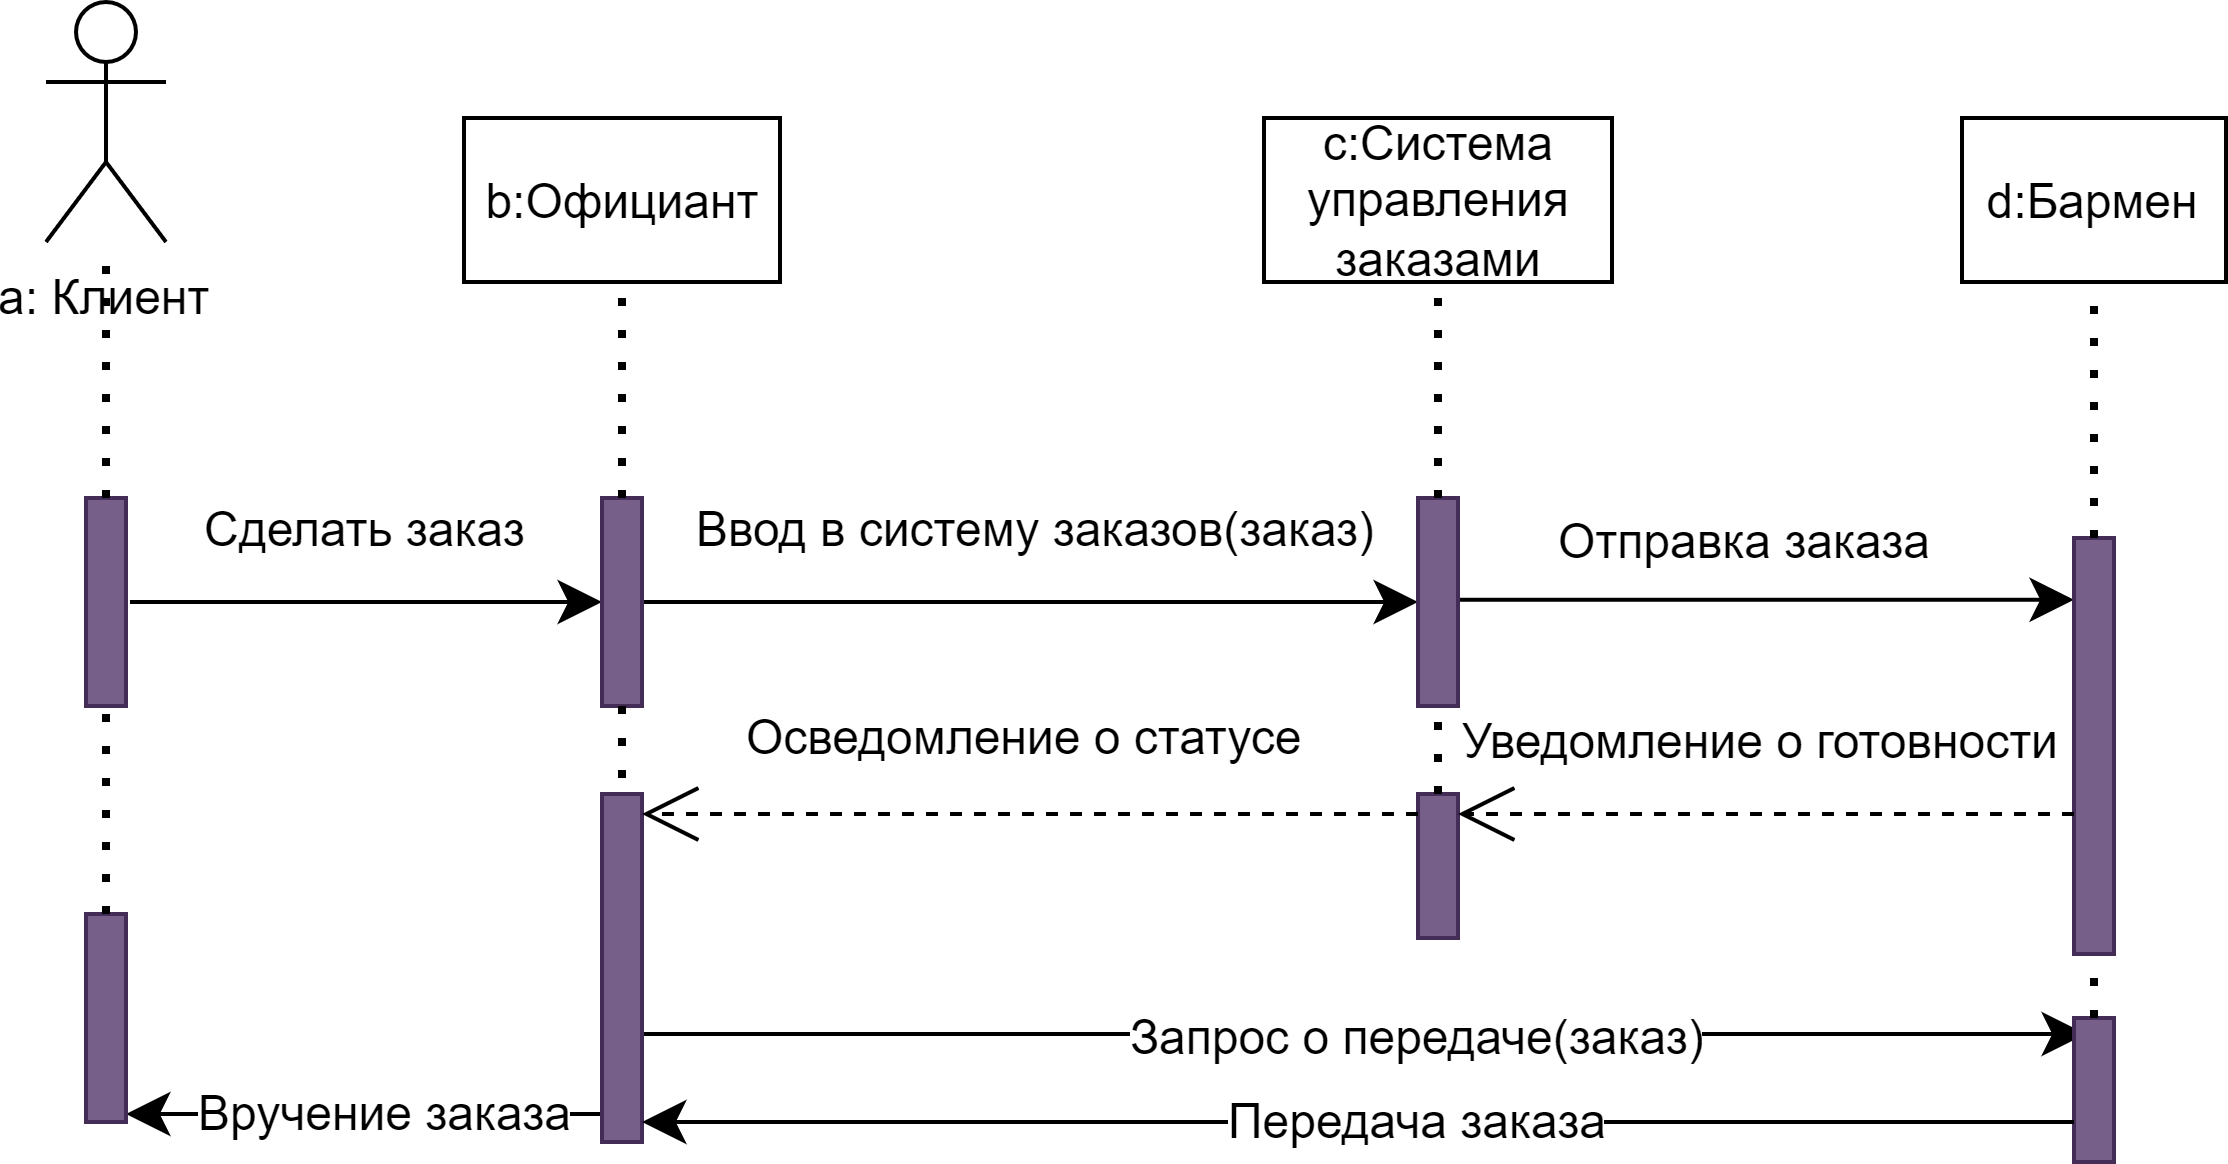 a: Клиент
b:Официант
c:Система
управления
заказами
d:Бармен
Сделать заказ
Ввод в систему заказов(заказ)
Отправка заказа
Осведомление о статусе
Уведомление о готовности
Запрос о передаче(заказ)
Вручение заказа
Передача заказа